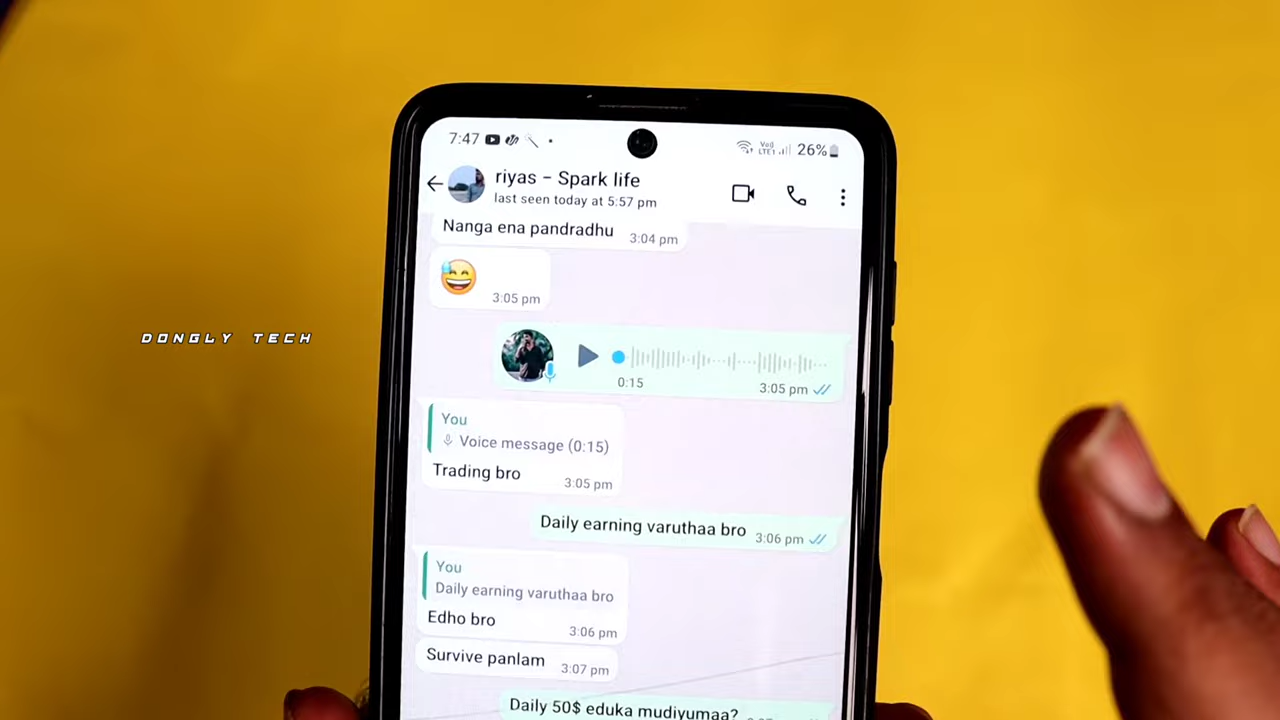 7:47
Vo)
LTE1
26%
riyas - Spark life
last seen today at 5:57 pm
Nanga ena pandradhu
3:04 pm
3:05 pm
DONGLY TECH
0:15
3:05 pm
You
Voice message (0:15)
Trading bro
3:05 pm
Daily earning varuthaa bro
3:06 pm
You
Daily earning varuthaa bro
Edho bro
3:06 pm
Survive panlam
3:07 pm
Daily 50$ eduka mudiyumaa?